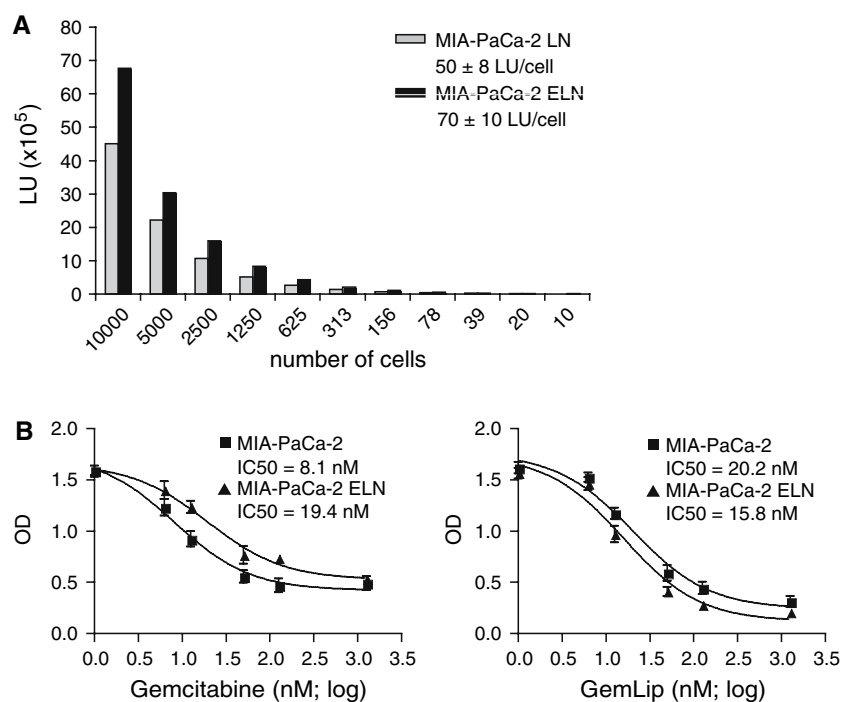 A
LU (x10⁵)
80
70
60
50
40
30
20
10
0
MIA-PaCa-2 LN
50 ± 8 LU/cell
MIA-PaCa-2 ELN
70 ± 10 LU/cell
10000 5000 2500 1250 625 313 156 78 39 20 10
number of cells
B
OD
2.0
1.5
1.0
0.5
0.0
MIA-PaCa-2
IC50 = 8.1 nM
MIA-PaCa-2 ELN
IC50 = 19.4 nM
0.0 0.5 1.0 1.5 2.0 2.5 3.0 3.5
Gemcitabine (nM; log)
OD
2.0
1.5
1.0
0.5
0.0
MIA-PaCa-2
IC50 = 20.2 nM
MIA-PaCa-2 ELN
IC50 = 15.8 nM
0.0 0.5 1.0 1.5 2.0 2.5 3.0 3.5
GemLip (nM; log)